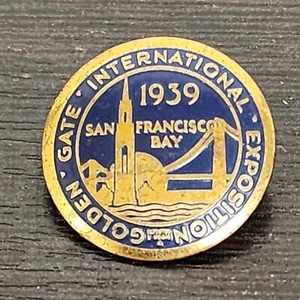 GOLDEN · GATE · INTERNATIONAL · EXPOSITION
1939
SAN FRANCISCO
BAY